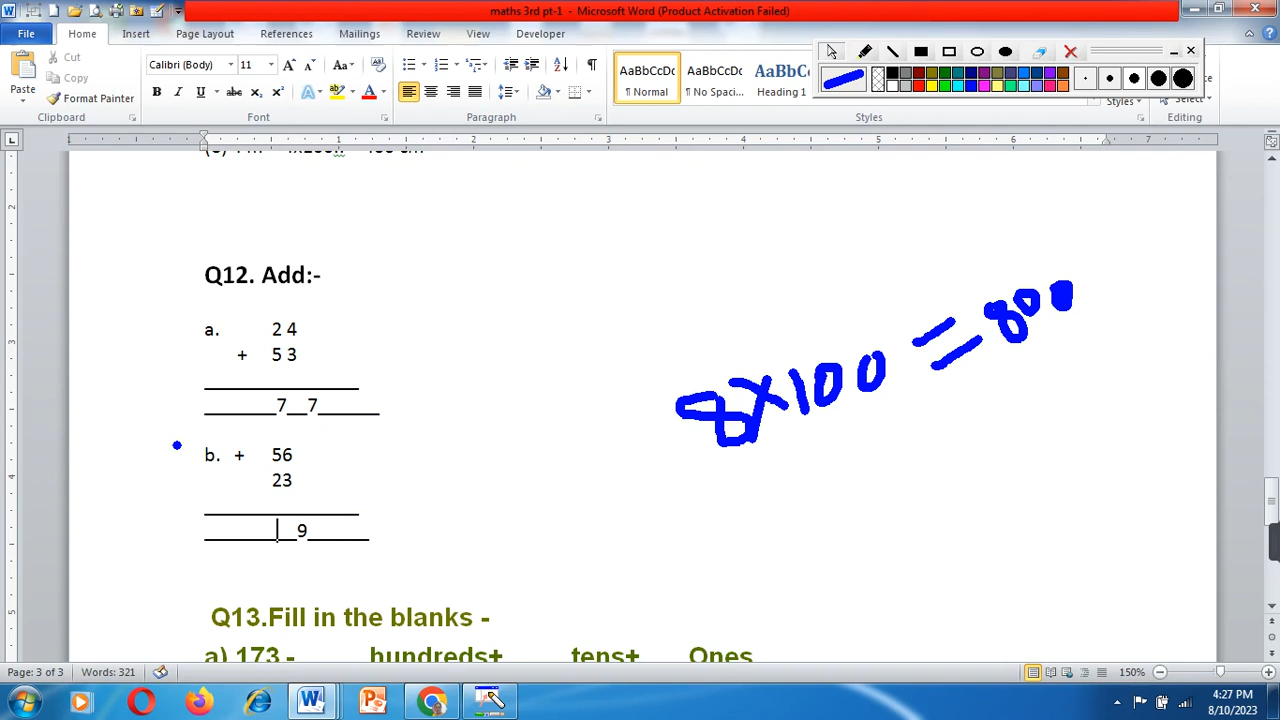 maths 3rd pt-1 - Microsoft Word (Product Activation Failed)
File Home Insert Page Layout References Mailings Review View Developer
Cut
Copy
Format Painter
Paste
Clipboard
Calibri (Body) 11
Font
Paragraph
AaBbCcDc AaBbCcDc AaBbC
¶ Normal ¶ No Spaci... Heading 1
Styles
Styles
Select
Editing
Q12. Add:-
a. 2 4
+ 5 3
7 7
b. + 56
23
9
8x100 = 800
Q13.Fill in the blanks -
a) 173 - hundreds+ tens+ Ones
Page: 3 of 3 Words: 321 150%
4:27 PM
8/10/2023